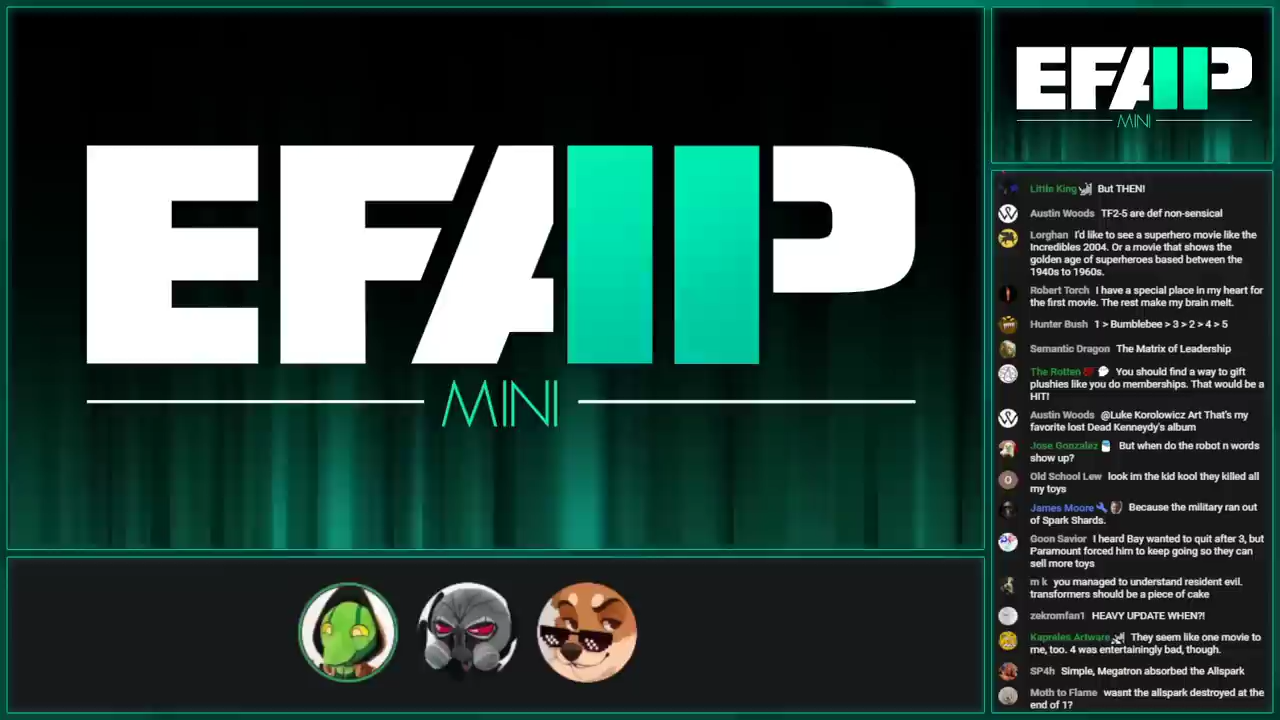 EFAP
MINI
EFAP
MINI
Little King But THEN!
Austin Woods TF2-5 are def non-sensical
Lorghan I'd like to see a superhero movie like the
Incredibles 2004. Or a movie that shows the
golden age of superheroes based between the
1940s to 1960s.
Robert Torch I have a special place in my heart for
the first movie. The rest make my brain melt.
Hunter Bush 1 > Bumblebee > 3 > 2 > 4 > 5
Semantic Dragon The Matrix of Leadership
The Rotten You should find a way to gift
plushies like you do memberships. That would be a
HIT!
Austin Woods @Luke Korolowicz Art That's my
favorite lost Dead Kenneydy's album
Jose Gonzalez But when do the robot n words
show up?
Old School Lew look im the kid kool they killed all
my toys
James Moore Because the military ran out
of Spark Shards.
Goon Savior I heard Bay wanted to quit after 3, but
Paramount forced him to keep going so they can
sell more toys
m k you managed to understand resident evil.
transformers should be a piece of cake
zekromfan1 HEAVY UPDATE WHEN?!
Kapreles Artware They seem like one movie to
me, too. 4 was entertainingly bad, though.
SP4h Simple, Megatron absorbed the Allspark
Moth to Flame wasnt the allspark destroyed at the
end of 1?